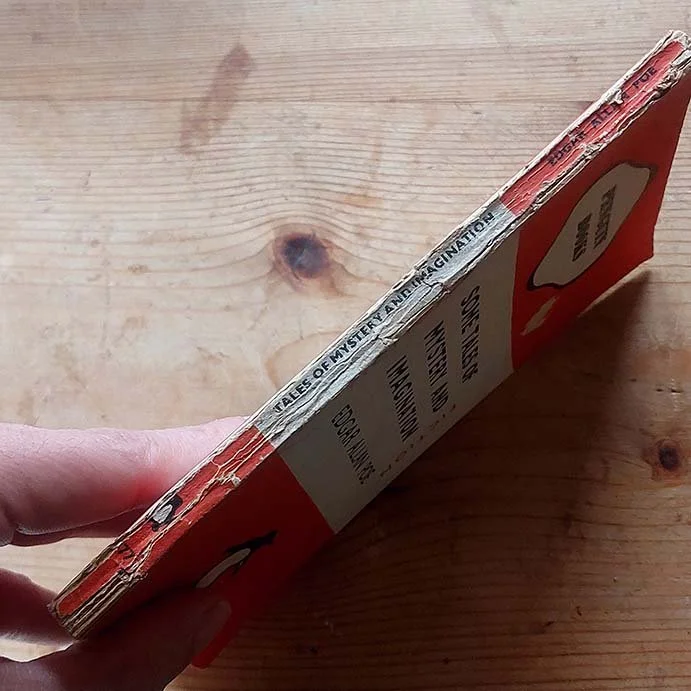 EDGAR ALLAN POE
TALES OF MYSTERY AND IMAGINATION
PENGUIN
BOOKS
SOME TALES OF
MYSTERY AND
IMAGINATION
EDGAR ALLAN POE
FICTION